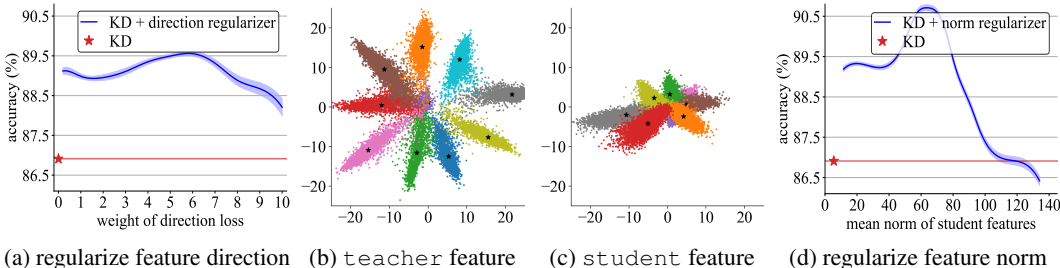 90.5
89.5
88.5
87.5
86.5
accuracy (%)
KD + direction regularizer
KD
0 1 2 3 4 5 6 7 8 9 10
weight of direction loss
(a) regularize feature direction
20
10
0
−10
−20
−20 −10 0 10 20
(b) teacher feature
20
10
0
−10
−20
−20 −10 0 10 20
(c) student feature
90.5
89.5
88.5
87.5
86.5
accuracy (%)
KD + norm regularizer
KD
0 20 40 60 80 100 120 140
mean norm of student features
(d) regularize feature norm